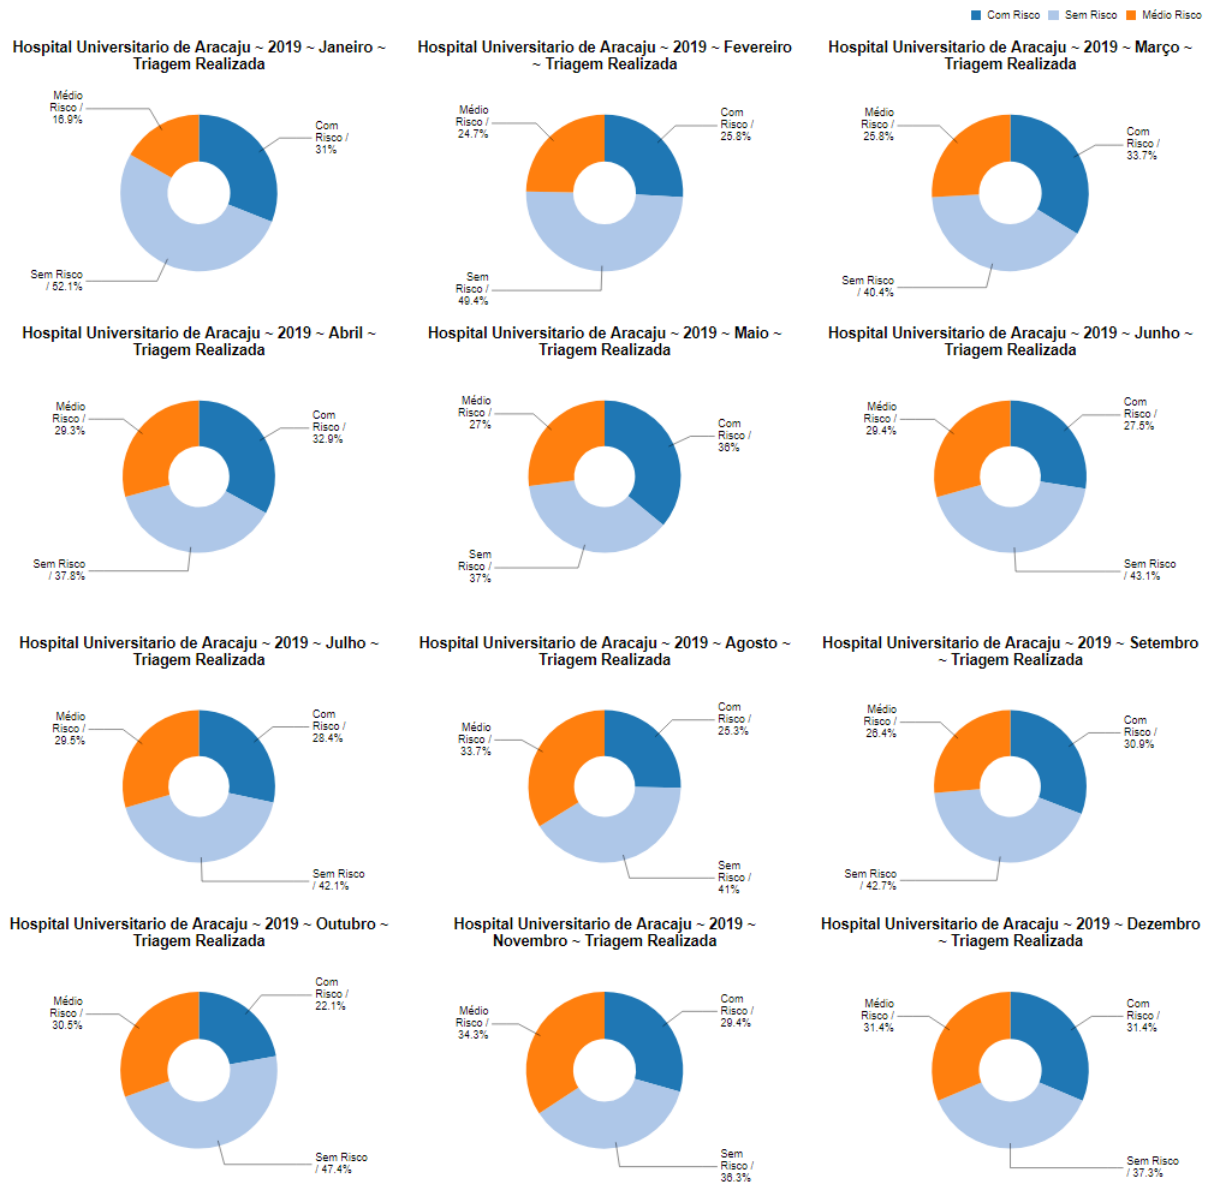 Com Risco Sem Risco Médio Risco
Hospital Universitario de Aracaju ~ 2019 ~ Janeiro ~
Triagem Realizada
Médio
Risco /
16.9%
Com
Risco /
31%
Sem Risco
/ 52.1%
Hospital Universitario de Aracaju ~ 2019 ~ Fevereiro
~ Triagem Realizada
Médio
Risco /
24.7%
Com
Risco /
25.8%
Sem
Risco /
49.4%
Hospital Universitario de Aracaju ~ 2019 ~ Março ~
Triagem Realizada
Médio
Risco /
25.8%
Com
Risco /
33.7%
Sem Risco
/ 40.4%
Hospital Universitario de Aracaju ~ 2019 ~ Abril ~
Triagem Realizada
Médio
Risco /
29.3%
Com
Risco /
32.9%
Sem Risco
/ 37.8%
Hospital Universitario de Aracaju ~ 2019 ~ Maio ~
Triagem Realizada
Médio
Risco /
27%
Com
Risco /
36%
Sem
Risco /
37%
Hospital Universitario de Aracaju ~ 2019 ~ Junho ~
Triagem Realizada
Médio
Risco /
29.4%
Com
Risco /
27.5%
Sem Risco
/ 43.1%
Hospital Universitario de Aracaju ~ 2019 ~ Julho ~
Triagem Realizada
Médio
Risco /
29.5%
Com
Risco /
28.4%
Sem Risco
/ 42.1%
Hospital Universitario de Aracaju ~ 2019 ~ Agosto ~
Triagem Realizada
Médio
Risco /
33.7%
Com
Risco /
25.3%
Sem
Risco /
41%
Hospital Universitario de Aracaju ~ 2019 ~ Setembro
~ Triagem Realizada
Médio
Risco /
26.4%
Com
Risco /
30.9%
Sem Risco
/ 42.7%
Hospital Universitario de Aracaju ~ 2019 ~ Outubro ~
Triagem Realizada
Médio
Risco /
30.5%
Com
Risco /
22.1%
Sem Risco
/ 47.4%
Hospital Universitario de Aracaju ~ 2019 ~
Novembro ~ Triagem Realizada
Médio
Risco /
34.3%
Com
Risco /
29.4%
Sem
Risco /
36.3%
Hospital Universitario de Aracaju ~ 2019 ~ Dezembro
~ Triagem Realizada
Médio
Risco /
31.4%
Com
Risco /
31.4%
Sem Risco
/ 37.3%